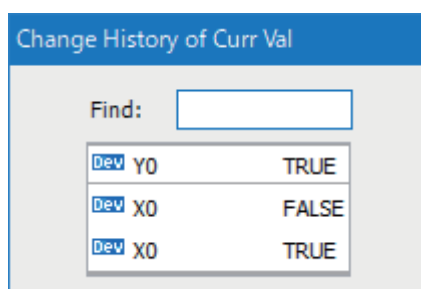 Change History of Curr Val
Find:
Dev Y0 TRUE
Dev X0 FALSE
Dev X0 TRUE